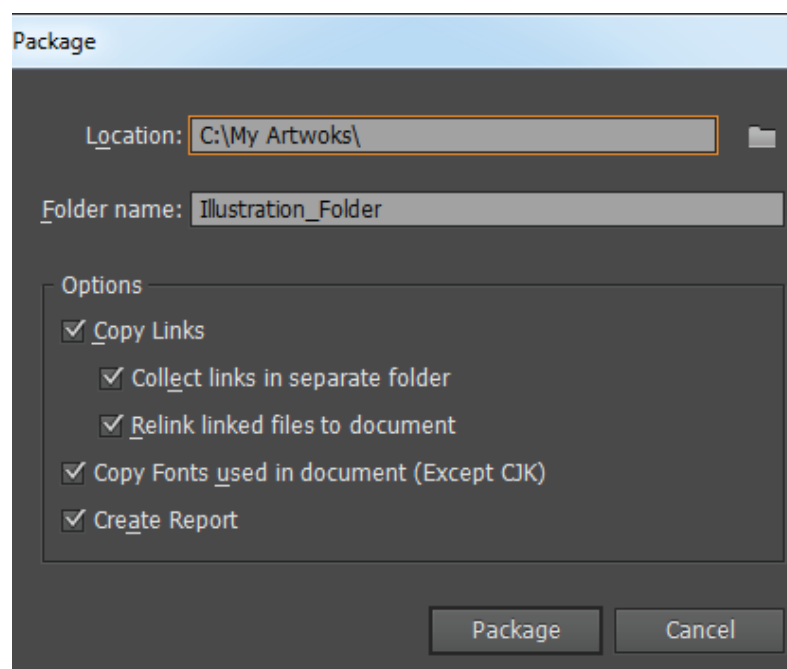 Package
Location: C:\My Artwoks\
Folder name: Illustration_Folder
Options
Copy Links
Collect links in separate folder
Relink linked files to document
Copy Fonts used in document (Except CJK)
Create Report
Package Cancel